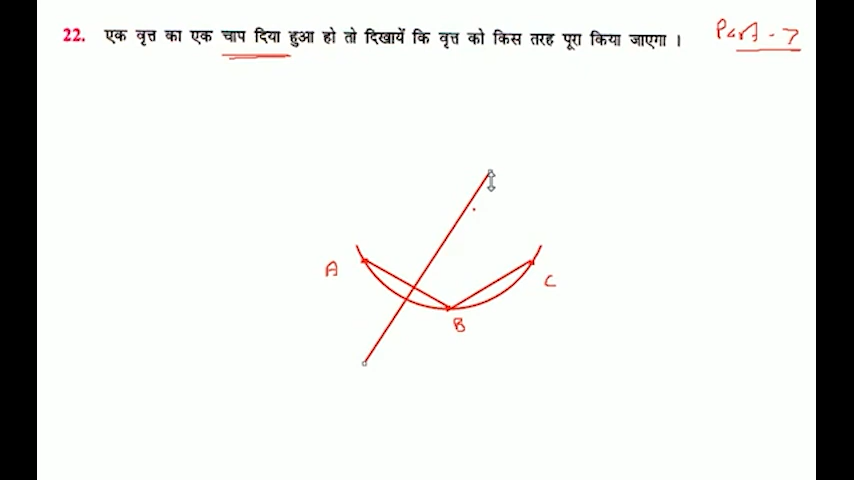 22. एक वृत्त का एक चाप दिया हुआ हो तो दिखायें कि वृत्त को किस तरह पूरा किया जाएगा । Part - 7
A
C
B